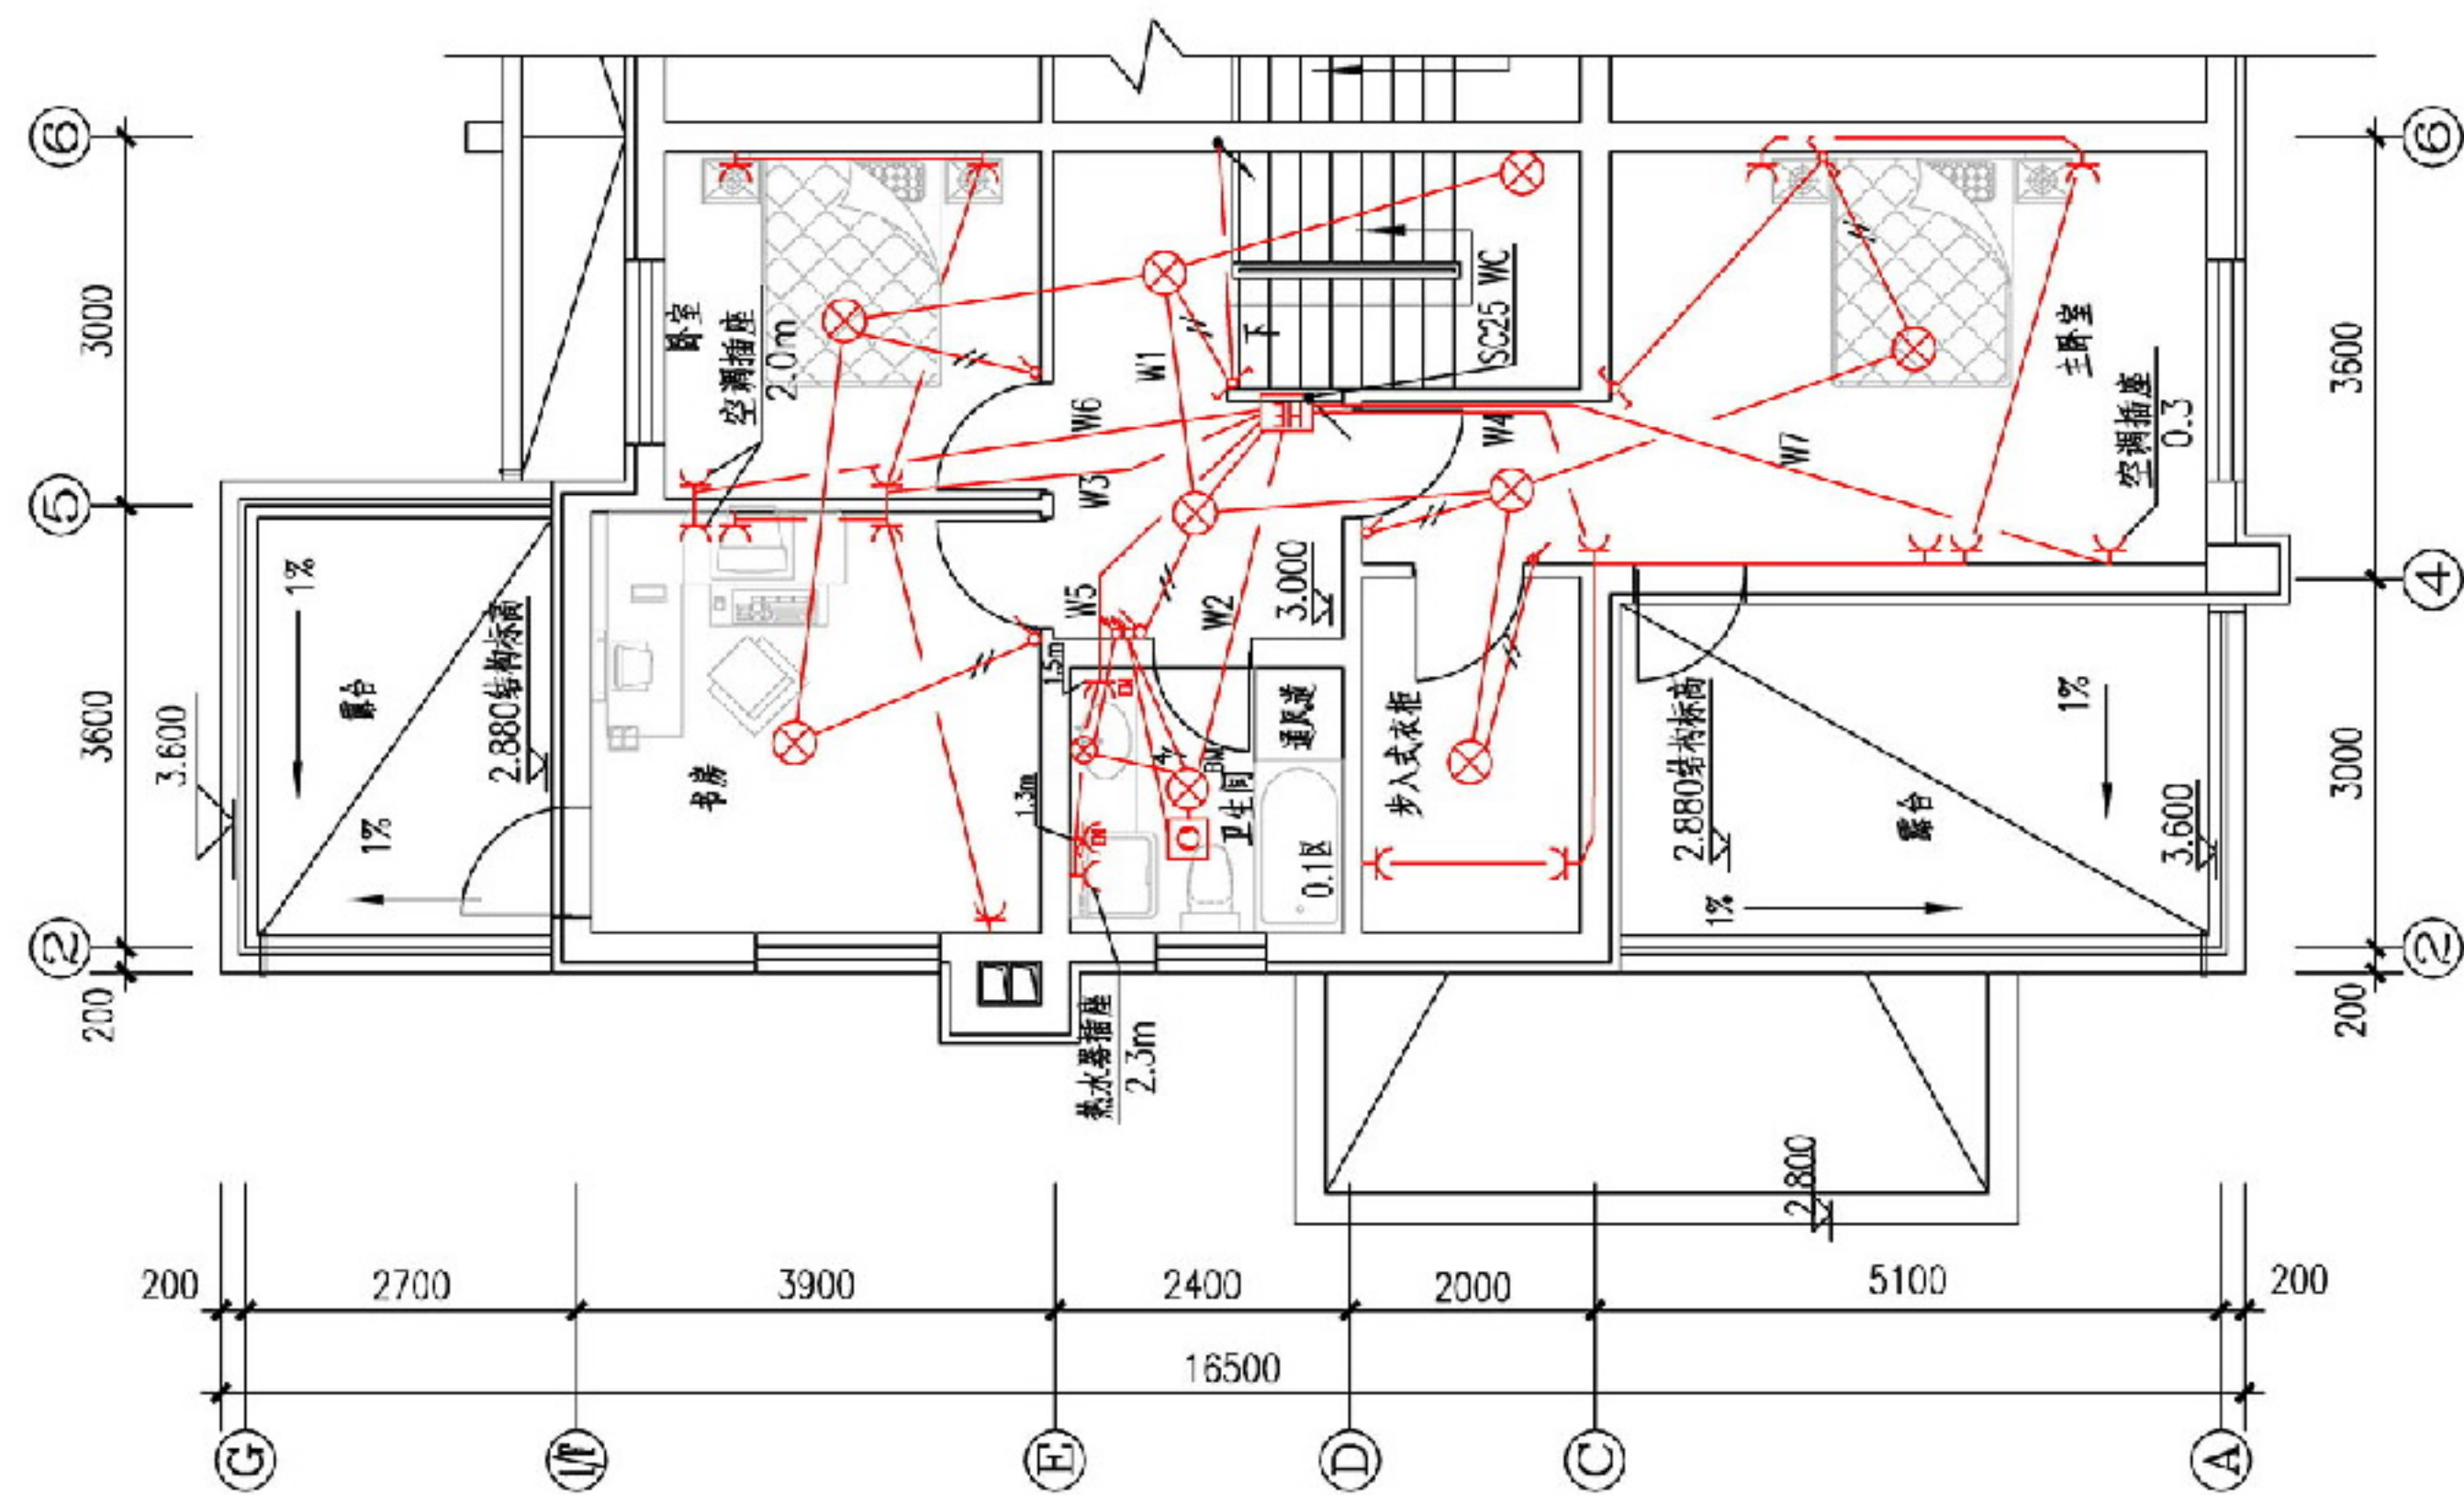 ⑥
⑥
3000
卧室
空调插座
2.0m
W1
下
SC25 WC
主卧室
3600
空调插座
0.3
W6
W4
W7
⑤
W3
1%
露台
3.600
2.880结构标高
1%
3600
W5
W2
3.000
④
1.5m
书房
1.3m
4
卫生间
通风道
0.1区
步入式衣柜
2.880结构标高
1%
露台
1%
3.600
3000
②
②
200
200
热水器插座
2.3m
2.800
200
2700
3900
2400
2000
5100
200
16500
G
1/F
E
D
C
A